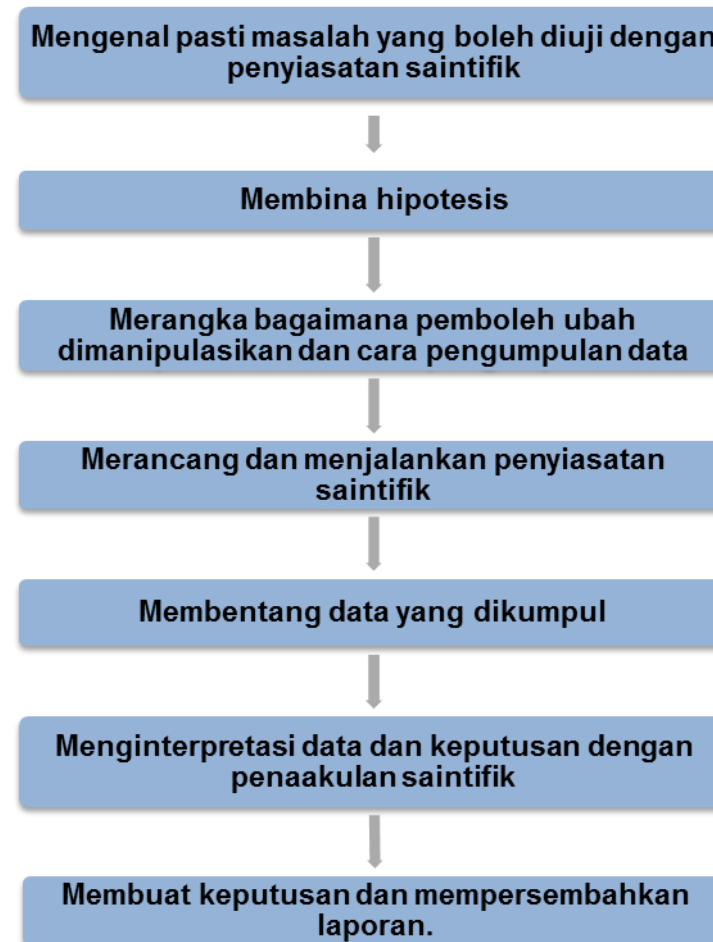 Mengenal pasti masalah yang boleh diuji dengan
penyiasatan saintifik
Membina hipotesis
Merangka bagaimana pemboleh ubah
dimanipulasikan dan cara pengumpulan data
Merancang dan menjalankan penyiasatan
saintifik
Membentang data yang dikumpul
Menginterpretasi data dan keputusan dengan
penaakulan saintifik
Membuat keputusan dan mempersembahkan
laporan.